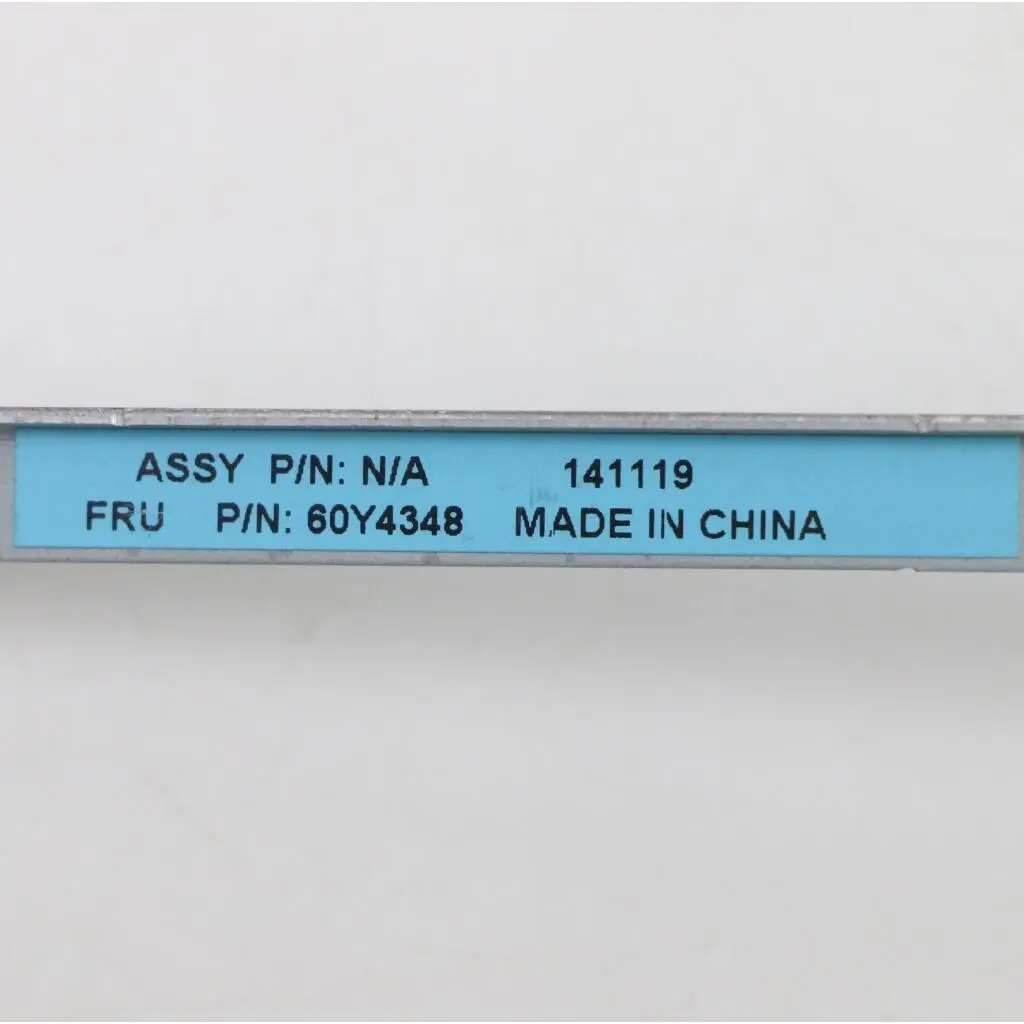 ASSY P/N: N/A 141119
FRU P/N: 60Y4348 MADE IN CHINA